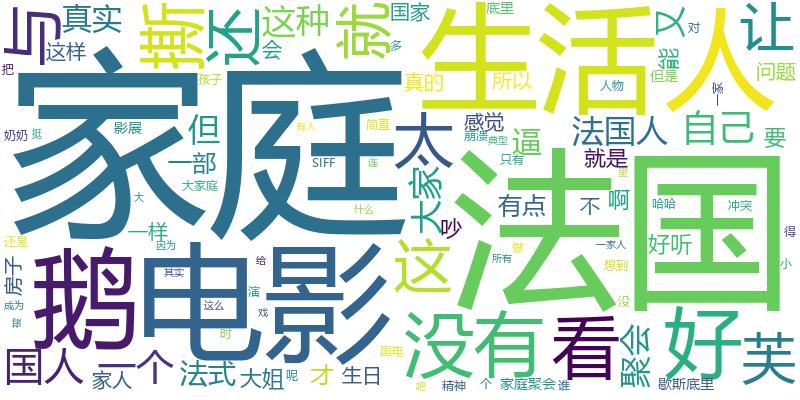 与
真实
撕
还
这种
就
国家
底里
又
对
让
这样
会
多
生活
人
能
但是
问题
把
家庭
孩子
真的
所以
人物
一家
奶奶
挺
影展
但
太
感觉
崩溃
典型
逼
法国人
自己
要
简直
有人
一部
SIFF
连
只有
就是
里
大家庭
大家
法国
大
什么
有点
不
啊
哈哈
冲突
得
一样
吵
还是
因为
好听
一家人
小
鹅
电影
这
做
所有
想到
房子
其实
给
演
没
成为
这么
戏
没有
看
好
芙
时
聚会
国人
一个
法式
大姐
呢
才
生日
国电
家人
吧
精神
个
家庭聚会
谁
歇斯底里